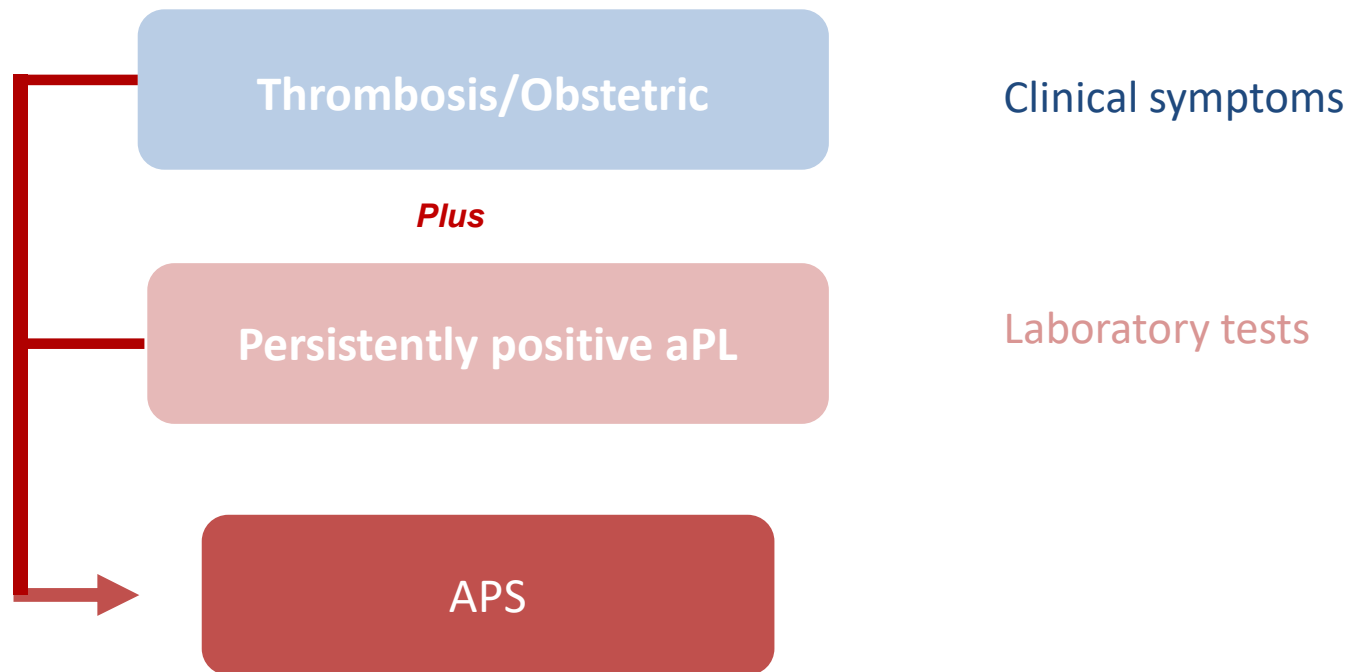 Thrombosis/Obstetric
Clinical symptoms
Plus
Persistently positive aPL
Laboratory tests
APS